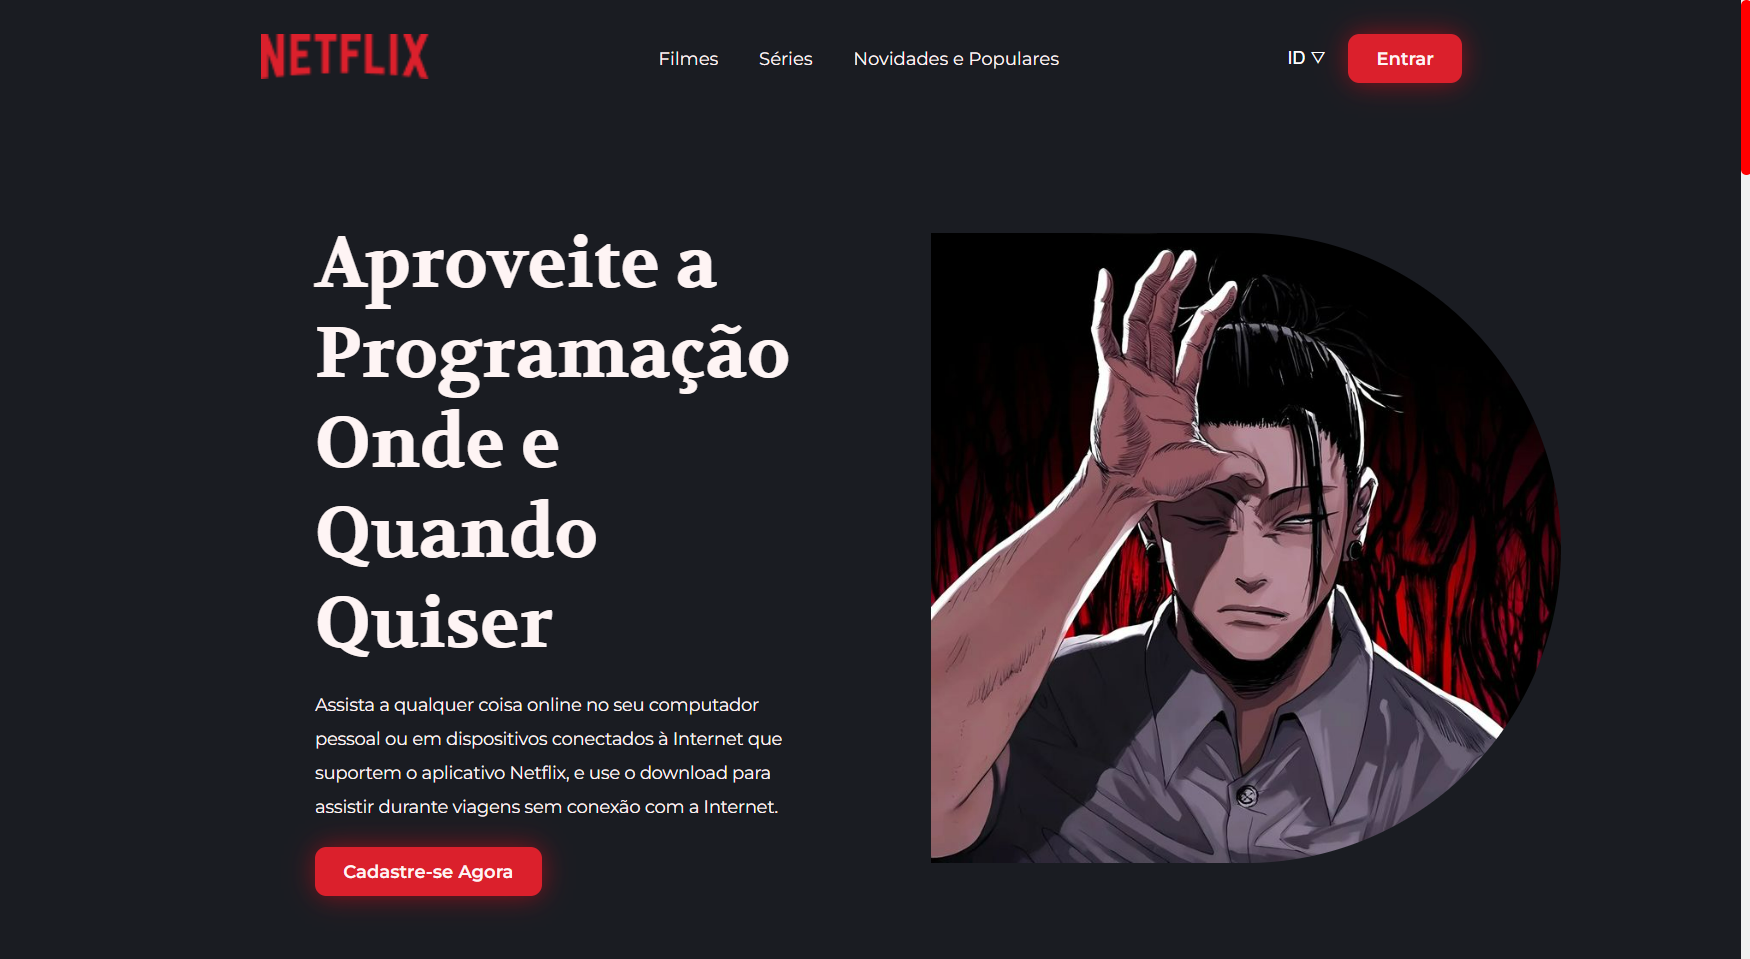 NETFLIX
Filmes
Séries
Novidades e Populares
ID
Entrar
Aproveite a
Programação
Onde e
Quando
Quiser
Assista a qualquer coisa online no seu computador
pessoal ou em dispositivos conectados à Internet que
suportem o aplicativo Netflix, e use o download para
assistir durante viagens sem conexão com a Internet.
Cadastre-se Agora